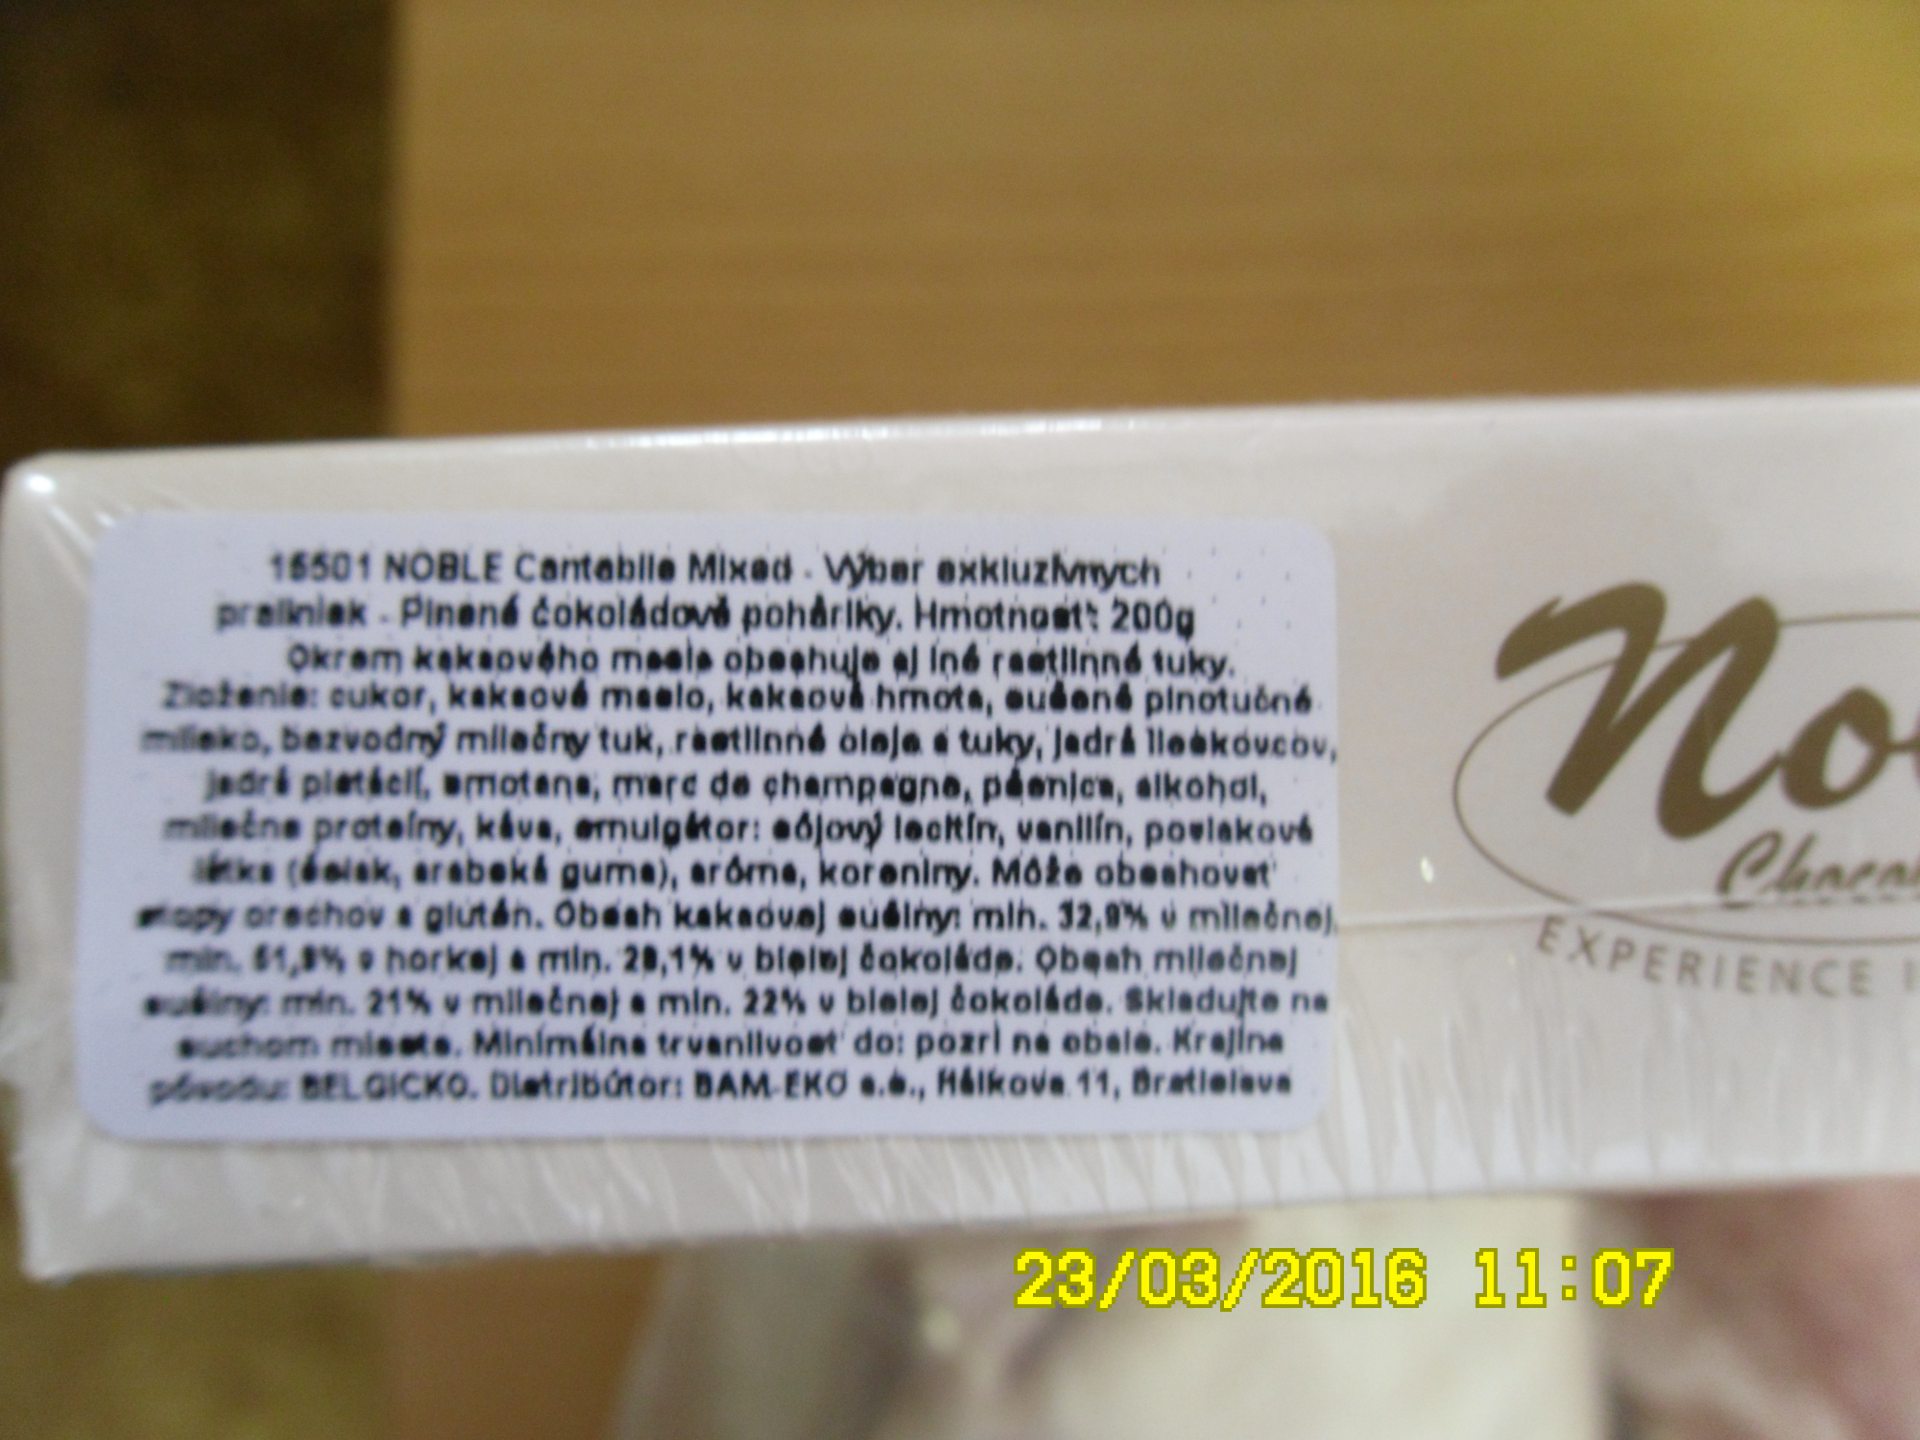 16501 NOBLE Cantabile Mixed - Výber exkluzívnych
praliniek - Plnené čokoládové poháriky. Hmotnosť: 200g
Okrem kakaového masla obsahuje aj iné rastlinné tuky.
Zloženie: cukor, kakaové maslo, kakaová hmota, sušené plnotučné
mlieko, bezvodný mliečny tuk, rastlinné oleje a tuky, jadrá lieskovcov,
jadrá pistácií, smotana, marc de champagne, pšenica, alkohol,
mliečne proteíny, káva, emulgátor: sójový lecitín, vanilín, povlakové
látka (šelak, arabská guma), aróma, koreniny. Môže obsahovať
stopy orechov a glutén. Obsah kakaovej sušiny: min. 32,9% v mliečnej,
min. 51,8% v horkej a min. 28,1% v bielej čokoláde. Obsah mliečnej
sušiny: min. 21% v mliečnej a min. 22% v bielej čokoláde. Skladujte na
suchom mieste. Minimálna trvanlivosť do: pozri na obale. Krajina
pôvodu: BELGICKO. Distribútor: BAM-EKO s.e., Hálkova 11, Bratislava
EXPERIENCE
23/03/2016 11:07